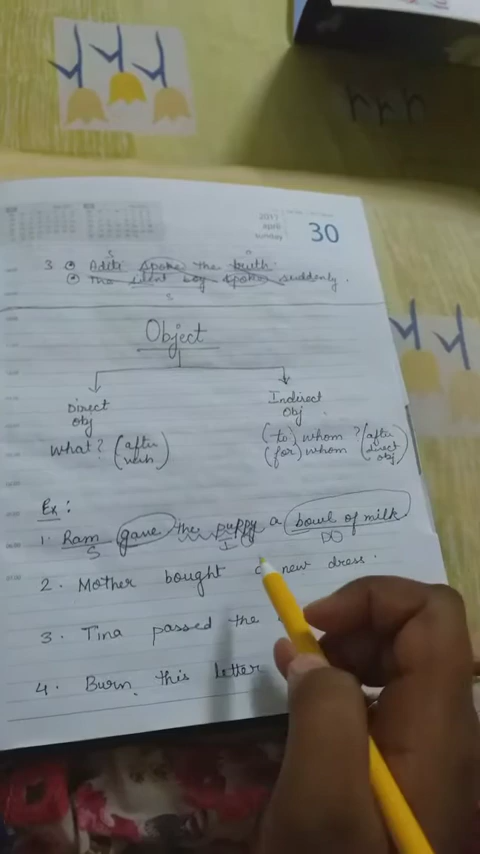 2011
april
sunday
30
S O
3 Aditi spoke the truth.
The silent boy spoke suddenly.
S
Object
Direct Indirect
Obj Obj
What? (after verb) (to) whom? (for) whom (after direct obj)
Ex:
1. Ram gave the puppy a bowl of milk
S I O DO
2. Mother bought a new dress.
3. Tina passed the
4. Burn this letter